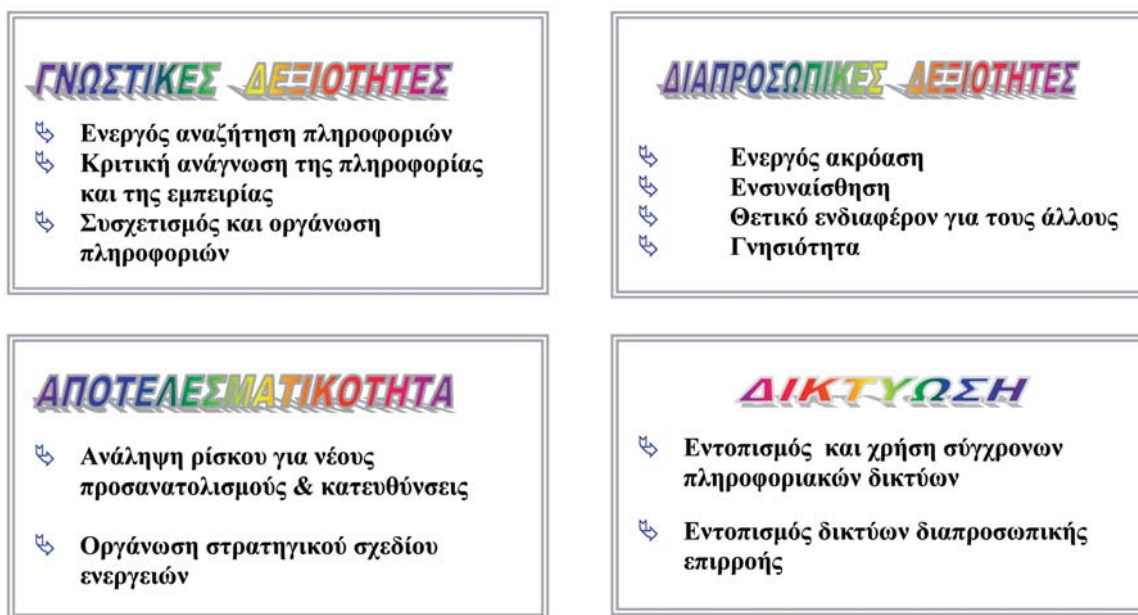 ΓΝΩΣΤΙΚΕΣ ΔΕΞΙΟΤΗΤΕΣ
Ενεργός αναζήτηση πληροφοριών
Κριτική ανάγνωση της πληροφορίας
και της εμπειρίας
Συσχετισμός και οργάνωση
πληροφοριών
ΔΙΑΠΡΟΣΩΠΙΚΕΣ ΔΕΞΙΟΤΗΤΕΣ
Ενεργός ακρόαση
Ενσυναίσθηση
Θετικό ενδιαφέρον για τους άλλους
Γνησιότητα
ΑΠΟΤΕΛΕΣΜΑΤΙΚΟΤΗΤΑ
Ανάληψη ρίσκου για νέους
προσανατολισμούς & κατευθύνσεις
Οργάνωση στρατηγικού σχεδίου
ενεργειών
ΔΙΚΤΥΩΣΗ
Εντοπισμός και χρήση σύγχρονων
πληροφοριακών δικτύων
Εντοπισμός δικτύων διαπροσωπικής
επιρροής